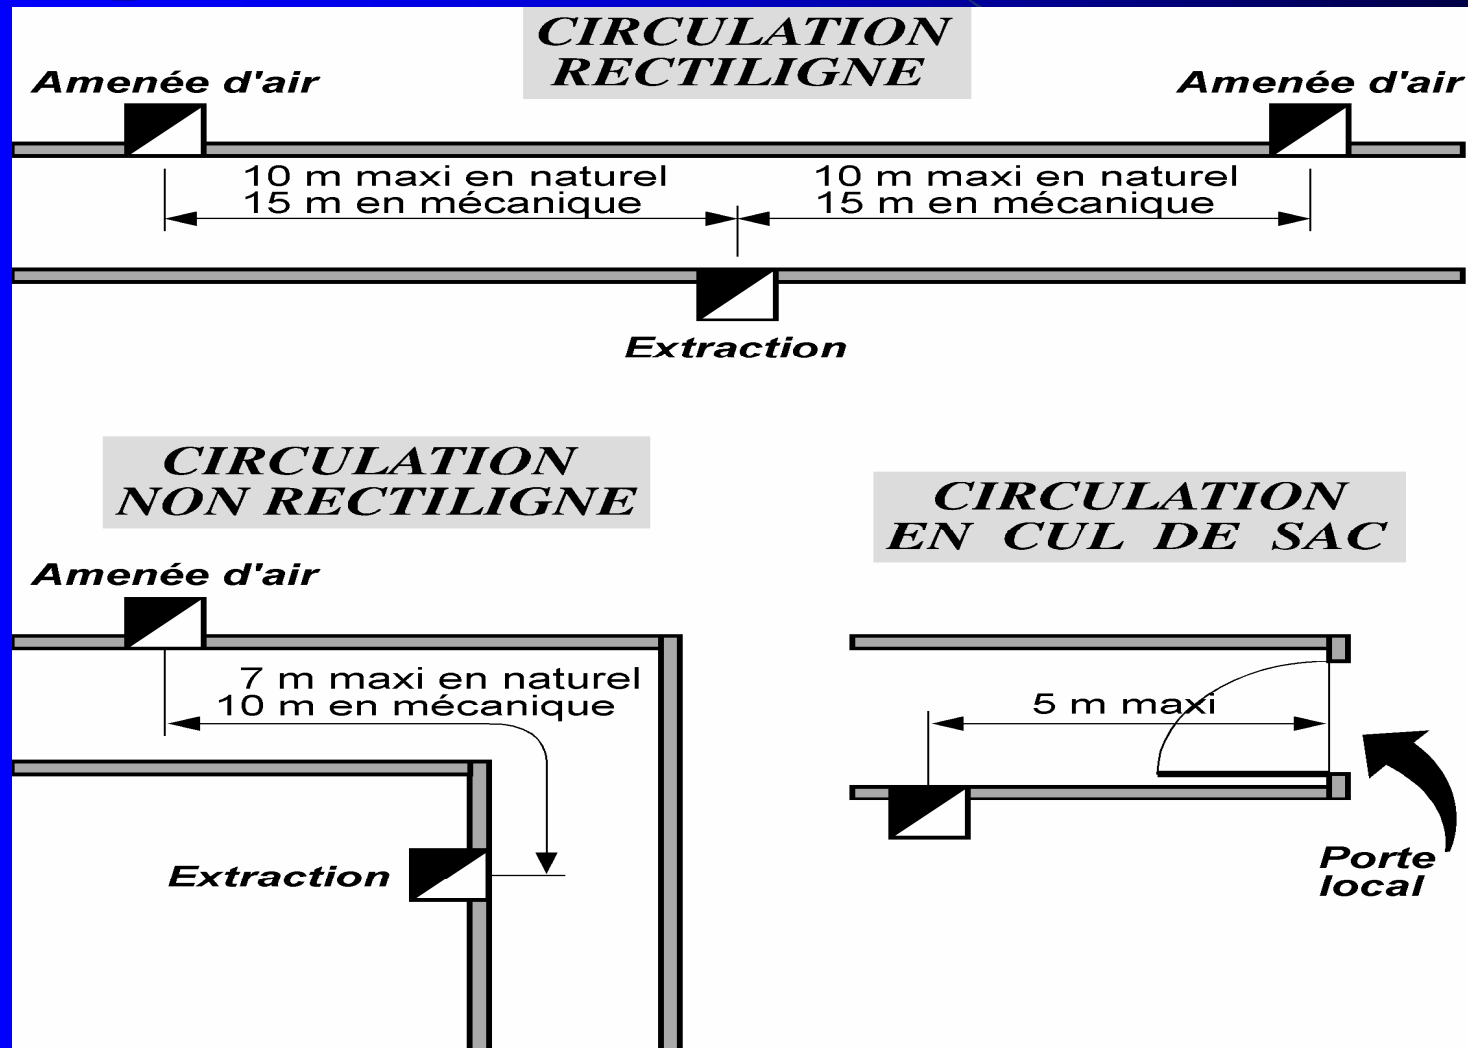 CIRCULATION
RECTILIGNE
Amenée d'air
Amenée d'air
10 m maxi en naturel
15 m en mécanique
10 m maxi en naturel
15 m en mécanique
Extraction
CIRCULATION
NON RECTILIGNE
Amenée d'air
7 m maxi en naturel
10 m en mécanique
Extraction
CIRCULATION
EN CUL DE SAC
5 m maxi
Porte
local